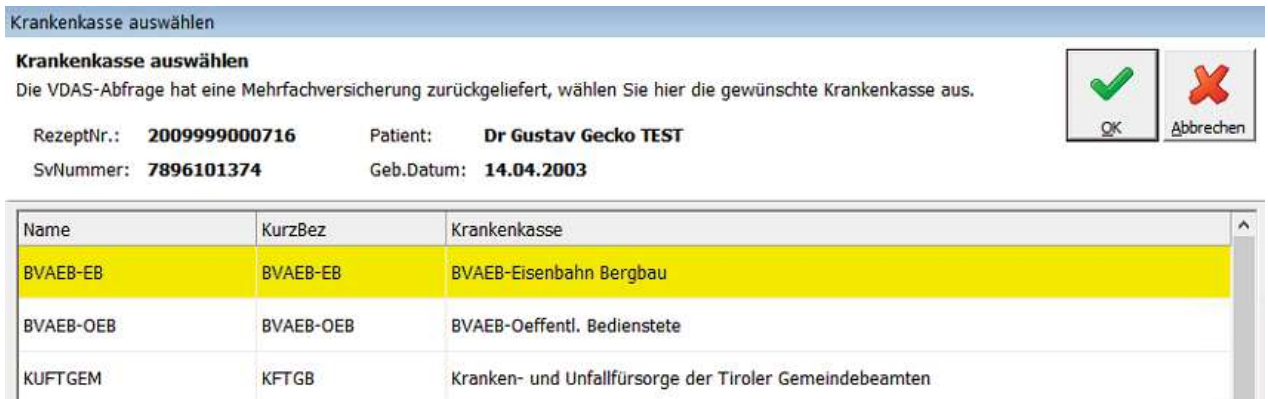 Krankenkasse auswählen
Krankenkasse auswählen
Die VDAS-Abfrage hat eine Mehrfachversicherung zurückgeliefert, wählen Sie hier die gewünschte Krankenkasse aus.
OK Abbrechen
RezeptNr.: 2009999000716 Patient: Dr Gustav Gecko TEST
SvNummer: 7896101374 Geb.Datum: 14.04.2003
Name KurzBez Krankenkasse
BVAEB-EB BVAEB-EB BVAEB-Eisenbahn Bergbau
BVAEB-OEB BVAEB-OEB BVAEB-Oeffentl. Bedienstete
KUFTGEM KFTGB Kranken- und Unfallfürsorge der Tiroler Gemeindebeamten